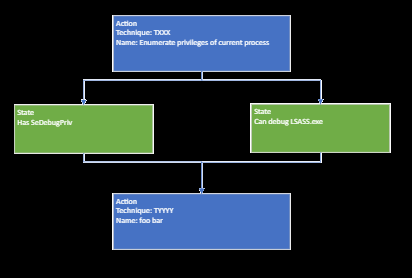 Action
Technique: TXXX
Name: Enumerate privileges of current process
State
Has SeDebugPriv
State
Can debug LSASS.exe
Action
Technique: TYYYY
Name: foo bar